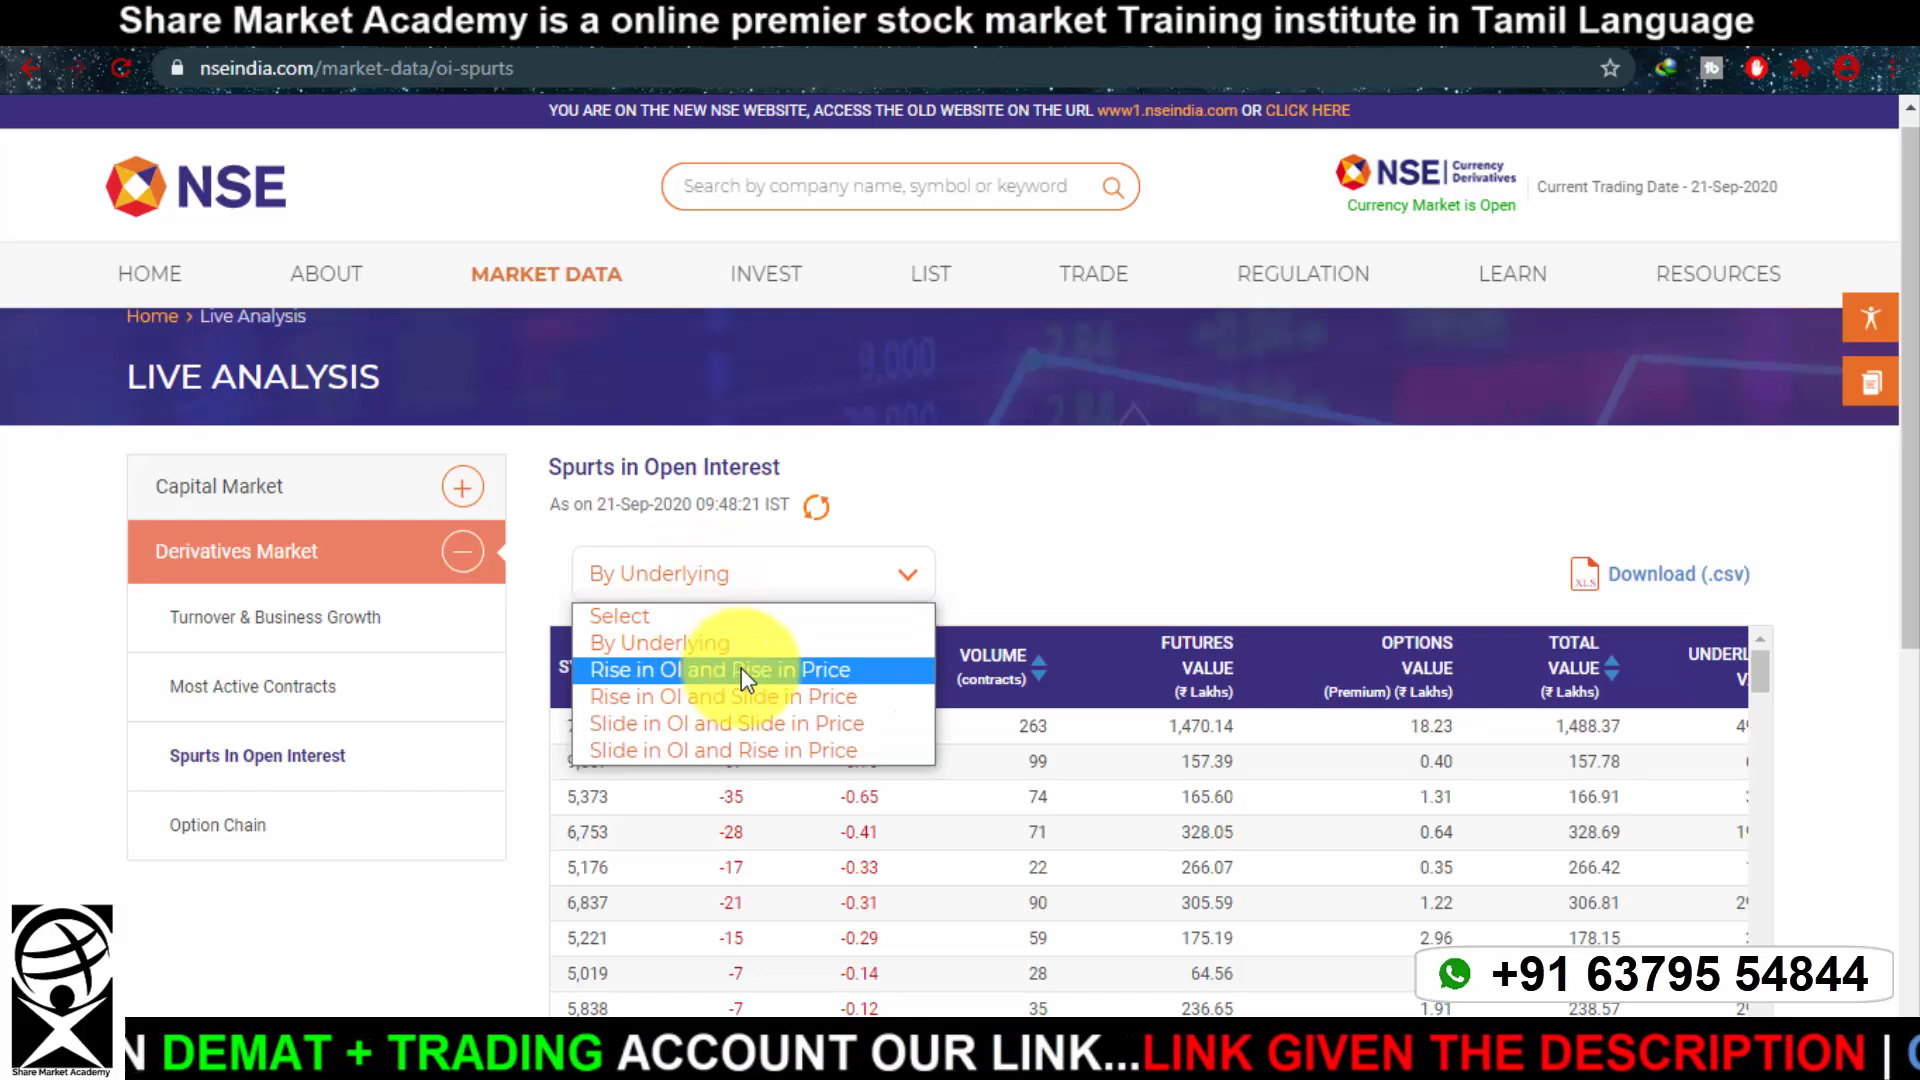 Share Market Academy is a online premier stock market Training institute in Tamil Language
nseindia.com/market-data/oi-spurts
YOU ARE ON THE NEW NSE WEBSITE, ACCESS THE OLD WEBSITE ON THE URL www1.nseindia.com OR CLICK HERE
NSE
Search by company name, symbol or keyword
NSE Currency Derivatives
Currency Market is Open
Current Trading Date - 21-Sep-2020
HOME ABOUT MARKET DATA INVEST LIST TRADE REGULATION LEARN RESOURCES
Home > Live Analysis
LIVE ANALYSIS
Capital Market
Derivatives Market
Turnover & Business Growth
Most Active Contracts
Spurts In Open Interest
Option Chain
Spurts in Open Interest
As on 21-Sep-2020 09:48:21 IST
By Underlying
XLS Download (.csv)
Select
By Underlying
Rise in OI and Rise in Price
Rise in OI and Slide in Price
Slide in OI and Slide in Price
Slide in OI and Rise in Price
VOLUME (contracts) FUTURES VALUE (₹ Lakhs) OPTIONS VALUE (Premium) (₹ Lakhs) TOTAL VALUE (₹ Lakhs)
263 1,470.14 18.23 1,488.37
99 157.39 0.40 157.78
5,373 -35 -0.65 74 165.60 1.31 166.91
6,753 -28 -0.41 71 328.05 0.64 328.69
5,176 -17 -0.33 22 266.07 0.35 266.42
6,837 -21 -0.31 90 305.59 1.22 306.81
5,221 -15 -0.29 59 175.19 2.96 178.15
5,019 -7 -0.14 28 64.56
5,838 -7 -0.12 35 236.65 1.91 238.57
+91 63795 54844
Share Market Academy
N DEMAT + TRADING ACCOUNT OUR LINK...LINK GIVEN THE DESCRIPTION |